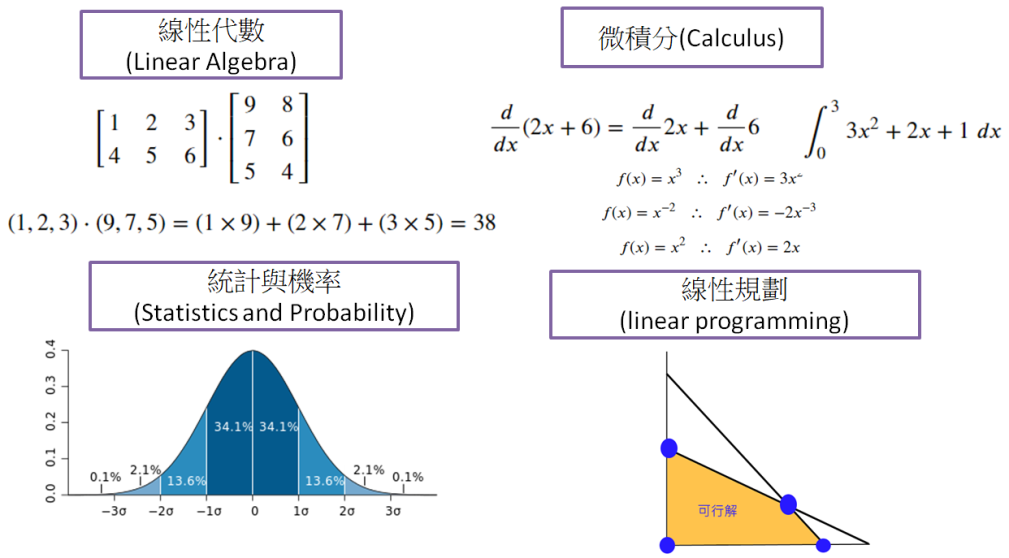 線性代數
(Linear Algebra)
[1 2 3
4 5 6] · [9 8
7 6
5 4]
(1, 2, 3) · (9, 7, 5) = (1 × 9) + (2 × 7) + (3 × 5) = 38
微積分(Calculus)
d/dx (2x + 6) = d/dx 2x + d/dx 6
∫₀³ 3x² + 2x + 1 dx
f(x) = x³ ∴ f′(x) = 3x²
f(x) = x⁻² ∴ f′(x) = −2x⁻³
f(x) = x² ∴ f′(x) = 2x
統計與機率
(Statistics and Probability)
0.4
0.3
0.2
0.1
0.0
0.1% 2.1% 13.6% 34.1% 34.1% 13.6% 2.1% 0.1%
−3σ −2σ −1σ 0 1σ 2σ 3σ
線性規劃
(linear programming)
可行解